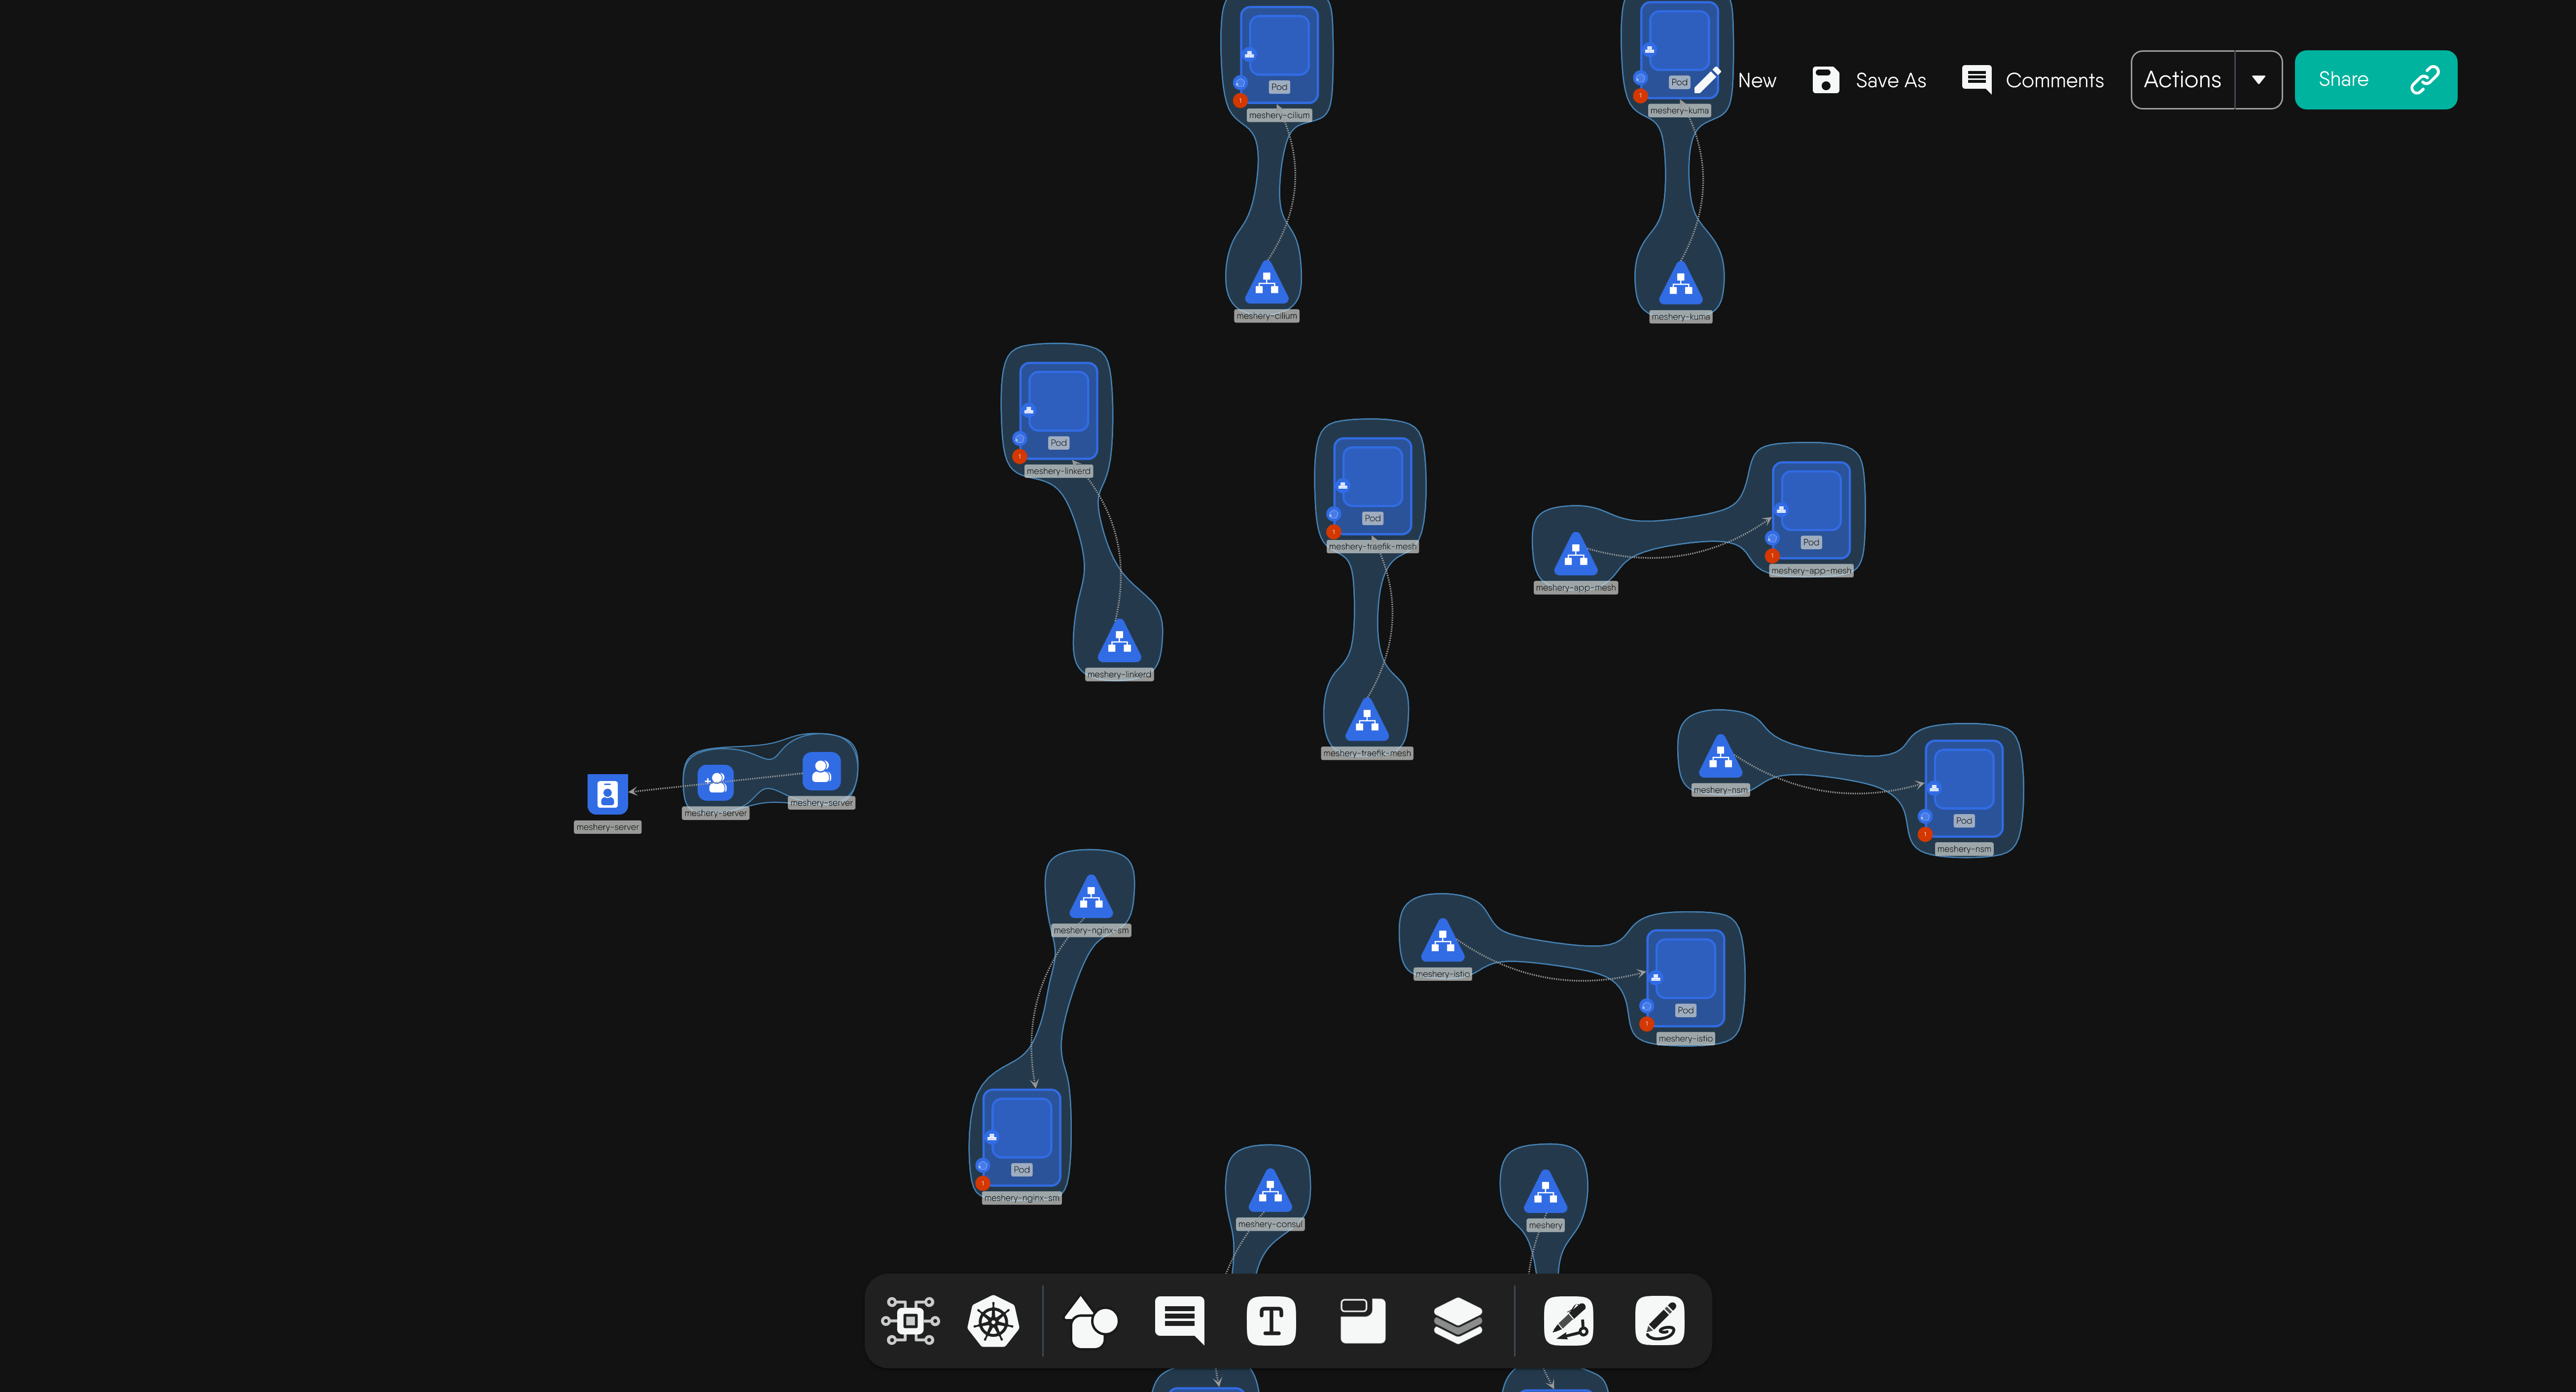 Pod
meshery-cilium
meshery-cilium
Pod
meshery-kuma
meshery-kuma
New
Save As
Comments
Actions
Share
Pod
meshery-linkerd
meshery-linkerd
Pod
meshery-traefik-mesh
meshery-traefik-mesh
meshery-app-mesh
Pod
meshery-app-mesh
meshery-server
meshery-server
meshery-server
meshery-nsm
Pod
meshery-nsm
meshery-nginx-sm
Pod
meshery-nginx-sm
meshery-istio
Pod
meshery-istio
meshery-consul
meshery
T